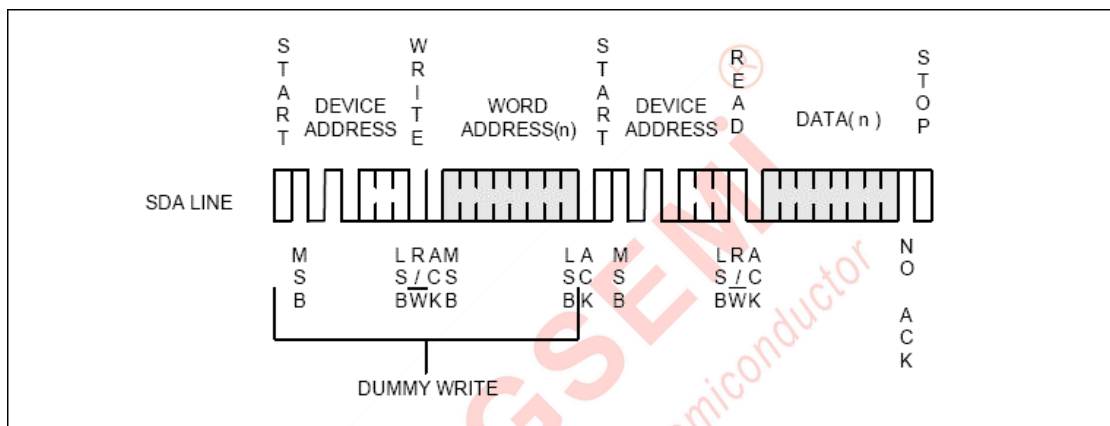 START
WRITE
START
READ
STOP
DEVICE
ADDRESS
WORD
ADDRESS(n)
DEVICE
ADDRESS
DATA( n )
SDA LINE
MSB
LSB
R/W
ACK
MSB
LSB
ACK
MSB
LSB
R/W
ACK
NO ACK
DUMMY WRITE
GSEMi
®
emiconductor